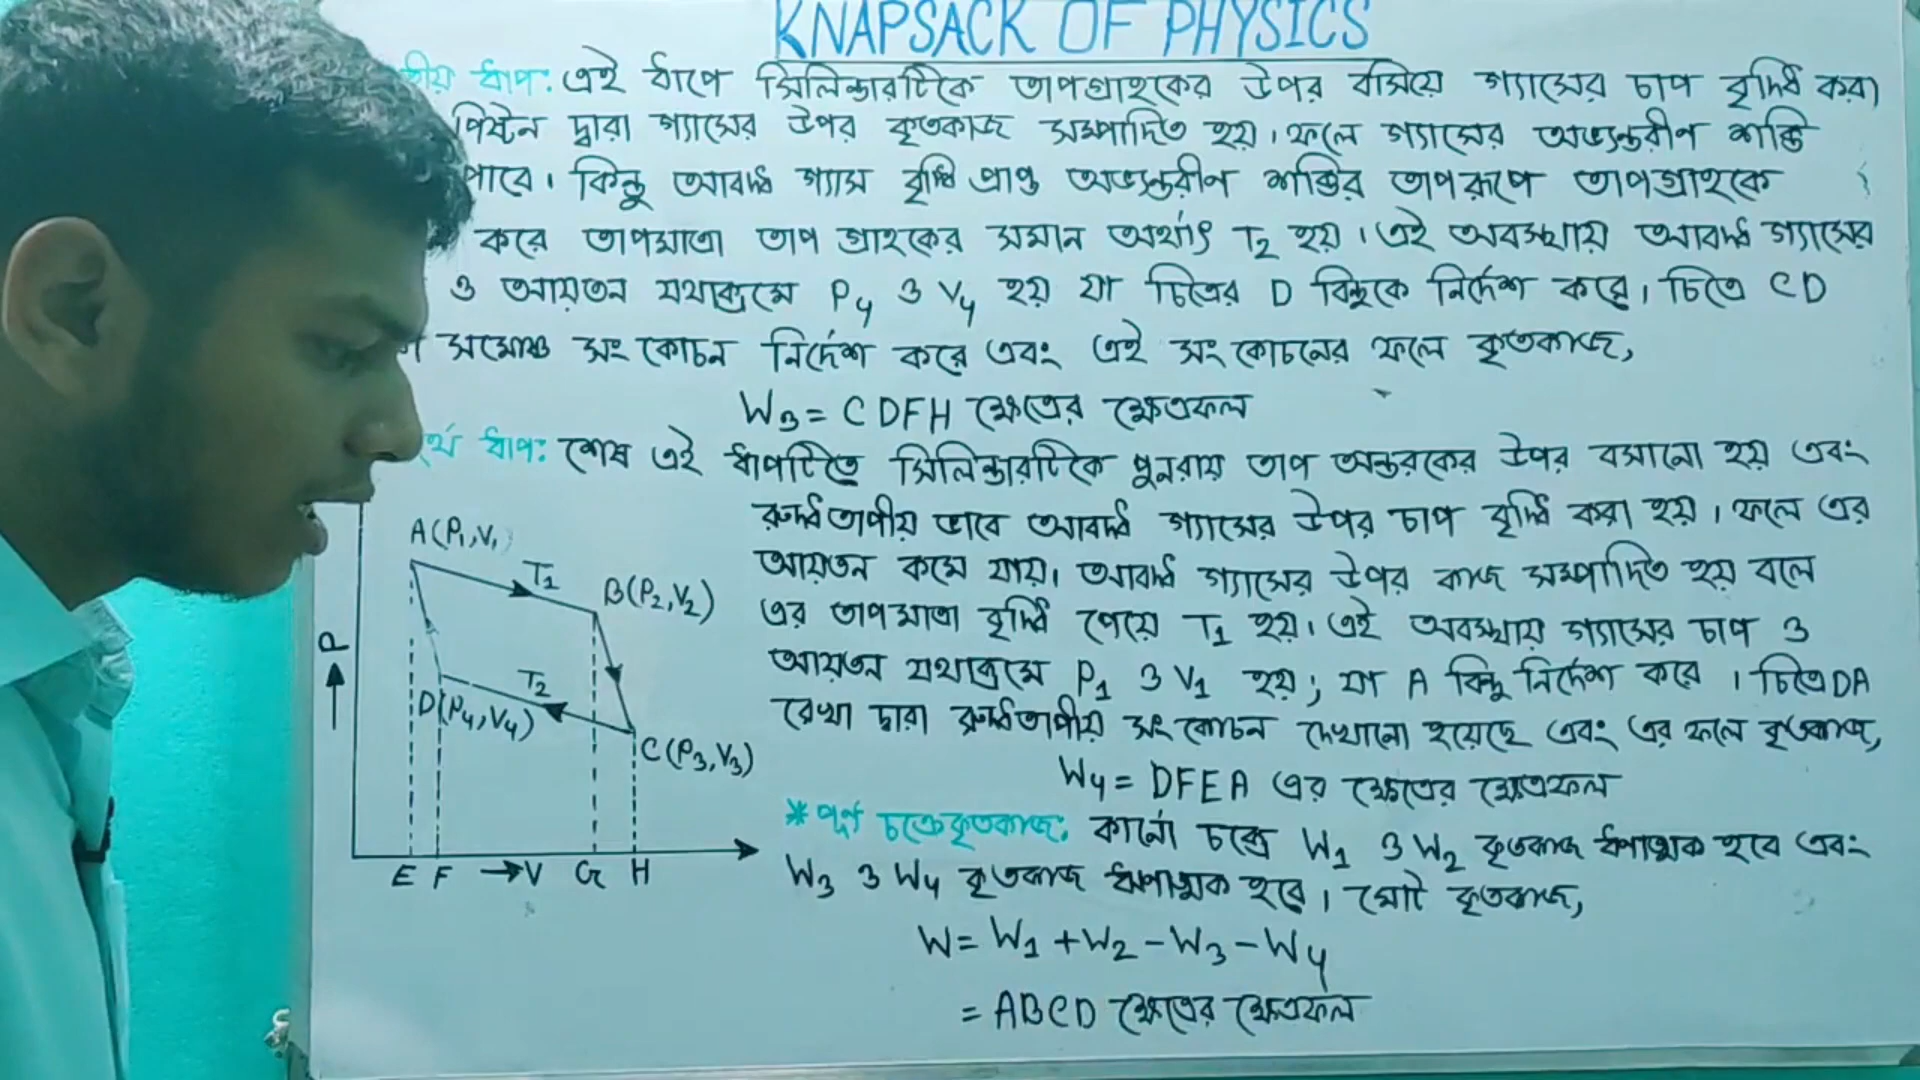 KNAPSACK OF PHYSICS
ধাপ: এই ধাপে সিলিন্ডারটিকে তাপগ্রাহকের উপর বসিয়ে গ্যাসের চাপ বৃদ্ধি করা
পিষ্টন দ্বারা গ্যাসের উপর কৃতকাজ সম্পাদিত হয়। ফলে গ্যাসের অভ্যন্তরীণ শক্তি
পারে। কিন্তু আবদ্ধ গ্যাস বৃদ্ধি প্রাপ্ত অভ্যন্তরীণ শক্তির তাপরূপে তাপগ্রাহকে
করে তাপমাত্রা তাপ গ্রাহকের সমান অর্থাৎ T₂ হয়। এই অবস্থায় আবদ্ধ গ্যাসের
ও আয়তন যথাক্রমে P₄ ও V₄ হয় যা চিত্রের D বিন্দুকে নির্দেশ করে। চিত্রে CD
সমোষ্ণ সংকোচন নির্দেশ করে এবং এই সংকোচনের ফলে কৃতকাজ,
W₃ = CDFH ক্ষেত্রের ক্ষেত্রফল
ধাপ: শেষ এই ধাপটিতে সিলিন্ডারটিকে পুনরায় তাপ অন্তরকের উপর বসানো হয় এবং
রুদ্ধতাপীয় ভাবে আবদ্ধ গ্যাসের উপর চাপ বৃদ্ধি করা হয়। ফলে এর
আয়তন কমে যায়। আবদ্ধ গ্যাসের উপর কাজ সম্পাদিত হয় বলে
এর তাপমাত্রা বৃদ্ধি পেয়ে T₁ হয়। এই অবস্থায় গ্যাসের চাপ ও
আয়তন যথাক্রমে P₁ ও V₁ হয়; যা A বিন্দু নির্দেশ করে। চিত্রে DA
রেখা দ্বারা রুদ্ধতাপীয় সংকোচন দেখানো হয়েছে এবং এর ফলে কৃতকাজ,
W₄ = DFEA এর ক্ষেত্রের ক্ষেত্রফল
* পূর্ণ চক্রে কৃতকাজ: কার্নো চক্রে W₁ ও W₂ কৃতকাজ ধনাত্মক হবে এবং
W₃ ও W₄ কৃতকাজ ঋণাত্মক হবে। মোট কৃতকাজ,
W = W₁ + W₂ - W₃ - W₄
= ABCD ক্ষেত্রের ক্ষেত্রফল
A(P₁,V₁)
T₁
B(P₂,V₂)
P
T₂
D(P₄,V₄)
C(P₃,V₃)
E F →V G H